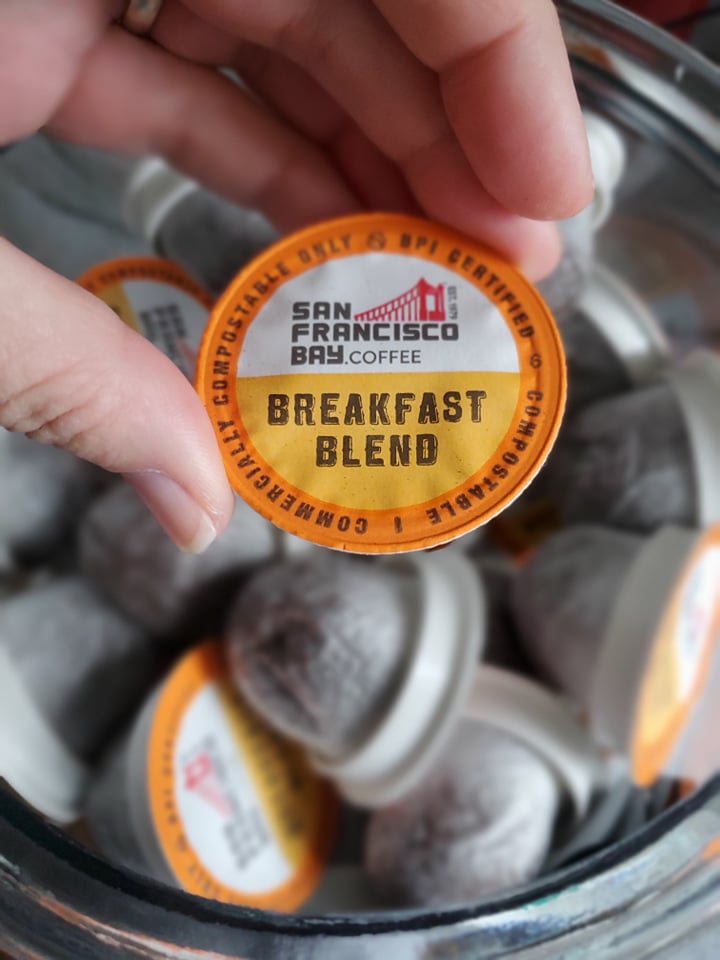 SAN
FRANCISCO
BAY.COFFEE
EST. 1979
BREAKFAST
BLEND
COMMERCIALLY COMPOSTABLE ONLY BPI CERTIFIED COMPOSTABLE